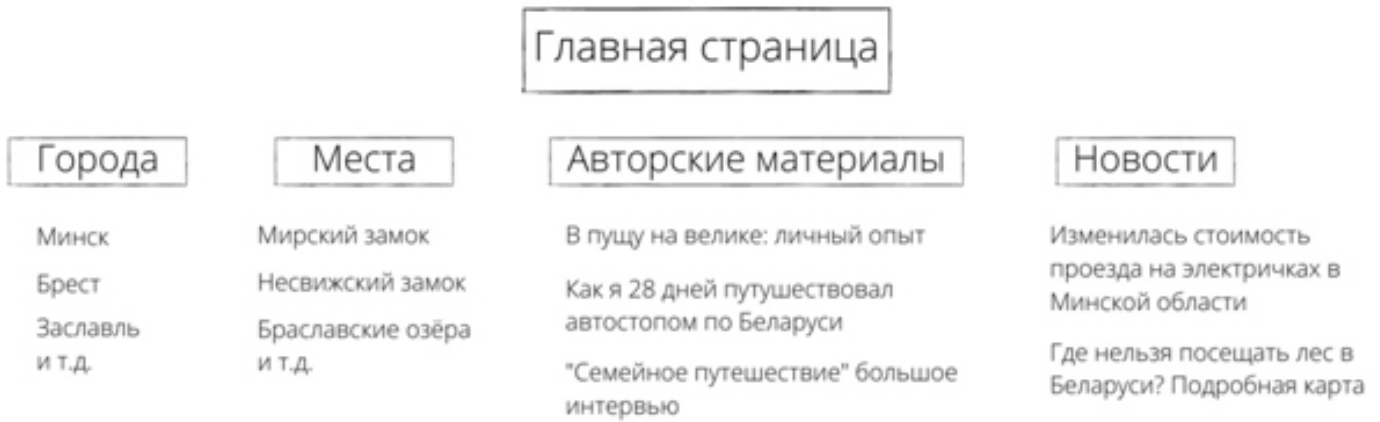 Главная страница
Города
Места
Авторские материалы
Новости
Минск
Брест
Заславль
и т.д.
Мирский замок
Несвижский замок
Браславские озёра
и т.д.
В пущу на велике: личный опыт
Как я 28 дней путушествовал
автостопом по Беларуси
"Семейное путешествие" большое
интервью
Изменилась стоимость
проезда на электричках в
Минской области
Где нельзя посещать лес в
Беларуси? Подробная карта